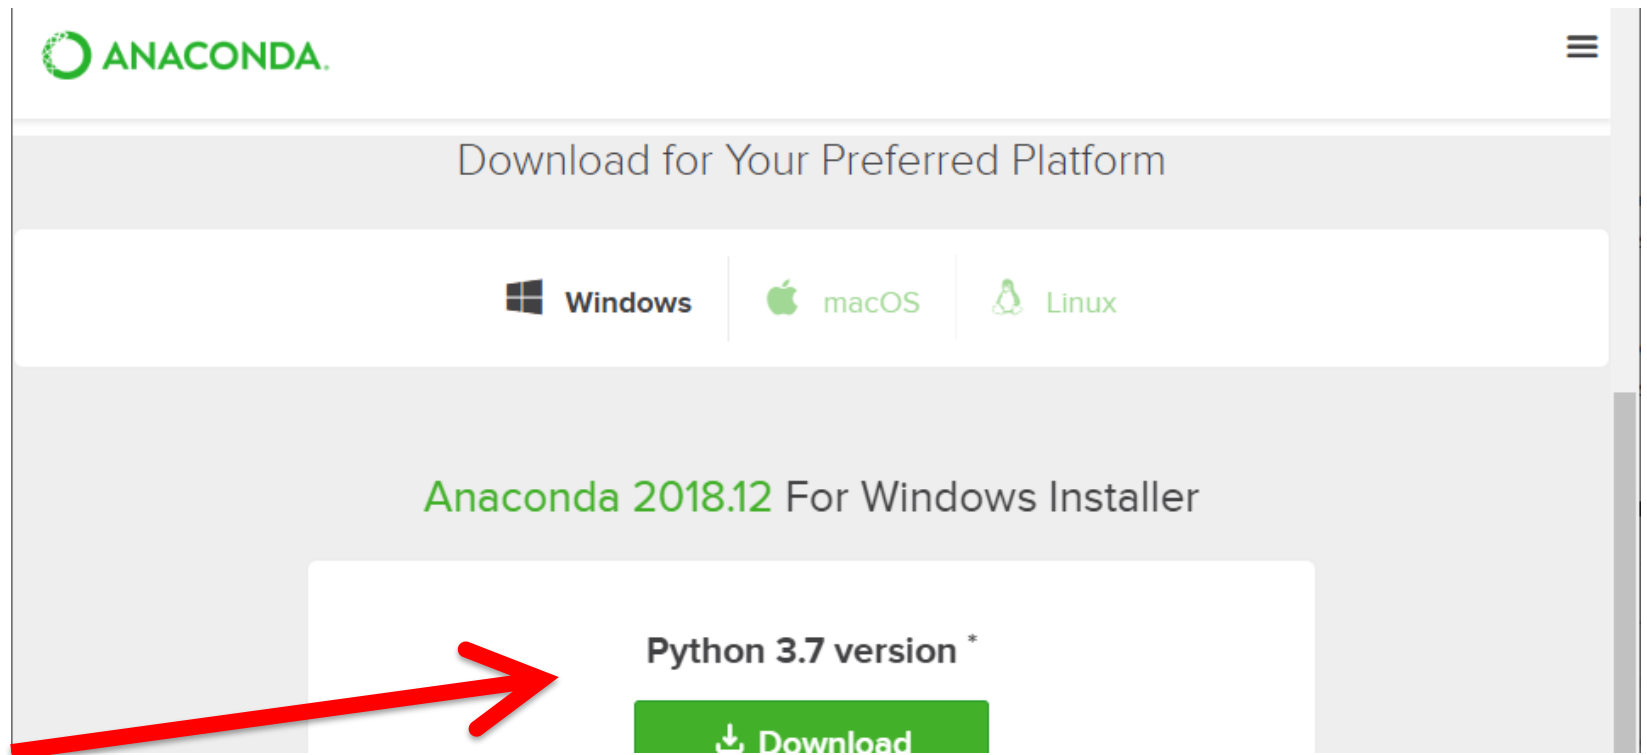 ANACONDA.
Download for Your Preferred Platform
Windows macOS Linux
Anaconda 2018.12 For Windows Installer
Python 3.7 version *
Download